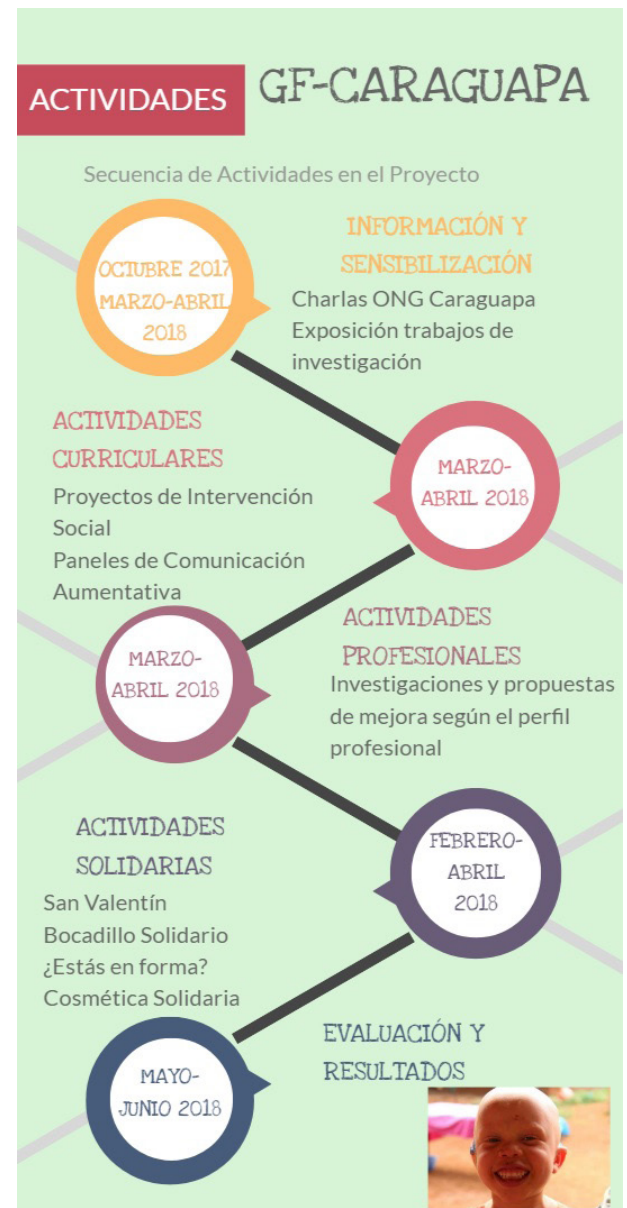 ACTIVIDADES
GF-CARAGUAPA
Secuencia de Actividades en el Proyecto
OCTUBRE 2017
MARZO-ABRIL
2018
INFORMACIÓN Y
SENSIBILIZACIÓN
Charlas ONG Caraguapa
Exposición trabajos de
investigación
ACTIVIDADES
CURRICULARES
Proyectos de Intervención
Social
Paneles de Comunicación
Aumentativa
MARZO-
ABRIL 2018
MARZO-
ABRIL 2018
ACTIVIDADES
PROFESIONALES
Investigaciones y propuestas
de mejora según el perfil
profesional
ACTIVIDADES
SOLIDARIAS
San Valentín
Bocadillo Solidario
¿Estás en forma?
Cosmética Solidaria
FEBRERO-
ABRIL
2018
MAYO-
JUNIO 2018
EVALUACIÓN Y
RESULTADOS